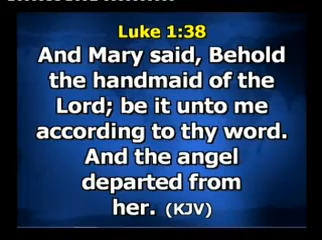 Luke 1:38
And Mary said, Behold
the handmaid of the
Lord; be it unto me
according to thy word.
And the angel
departed from
her. (KJV)